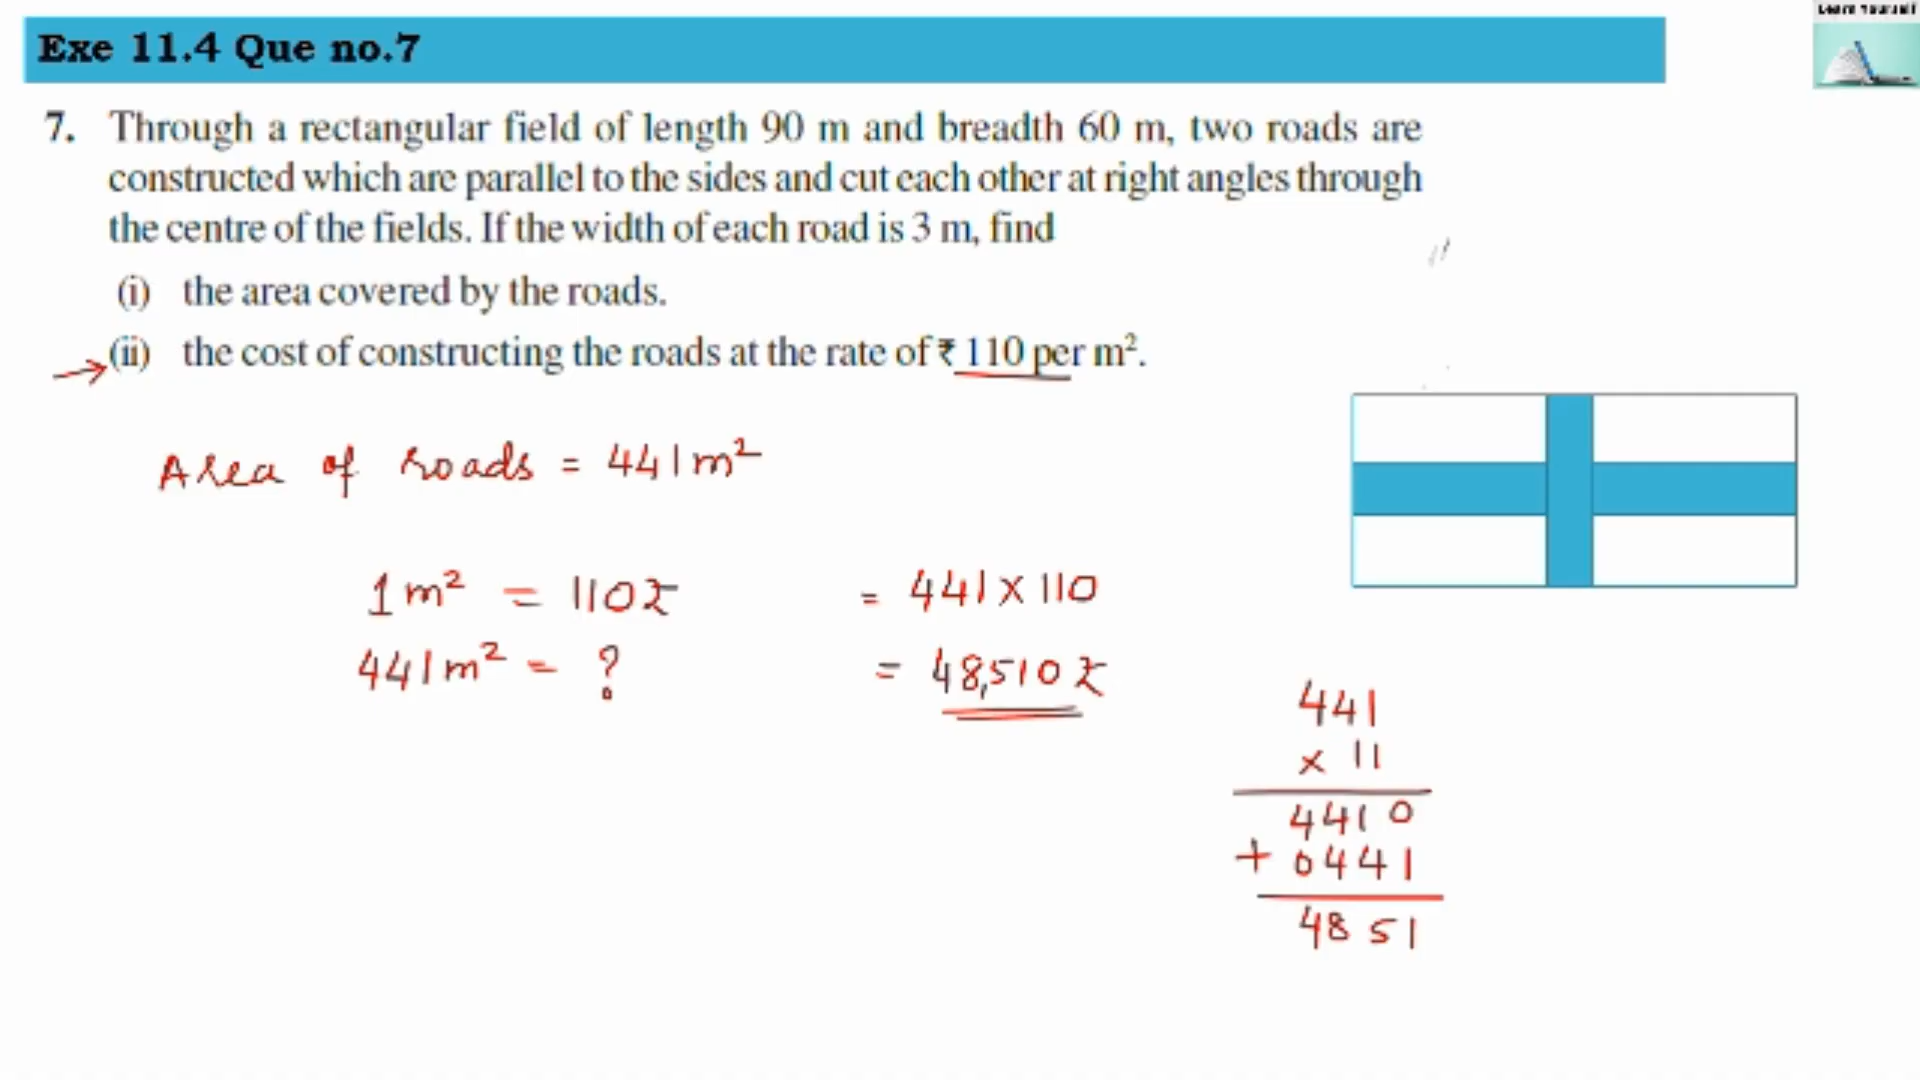 Exe 11.4 Que no.7
Learn Yourself
7. Through a rectangular field of length 90 m and breadth 60 m, two roads are
constructed which are parallel to the sides and cut each other at right angles through
the centre of the fields. If the width of each road is 3 m, find
(i) the area covered by the roads.
(ii) the cost of constructing the roads at the rate of ₹ 110 per m².
Area of roads = 441m²
1m² = 110₹
441m² = ?
= 441 x 110
= 48,510₹
441
x 11
4410
+ 0441
4851